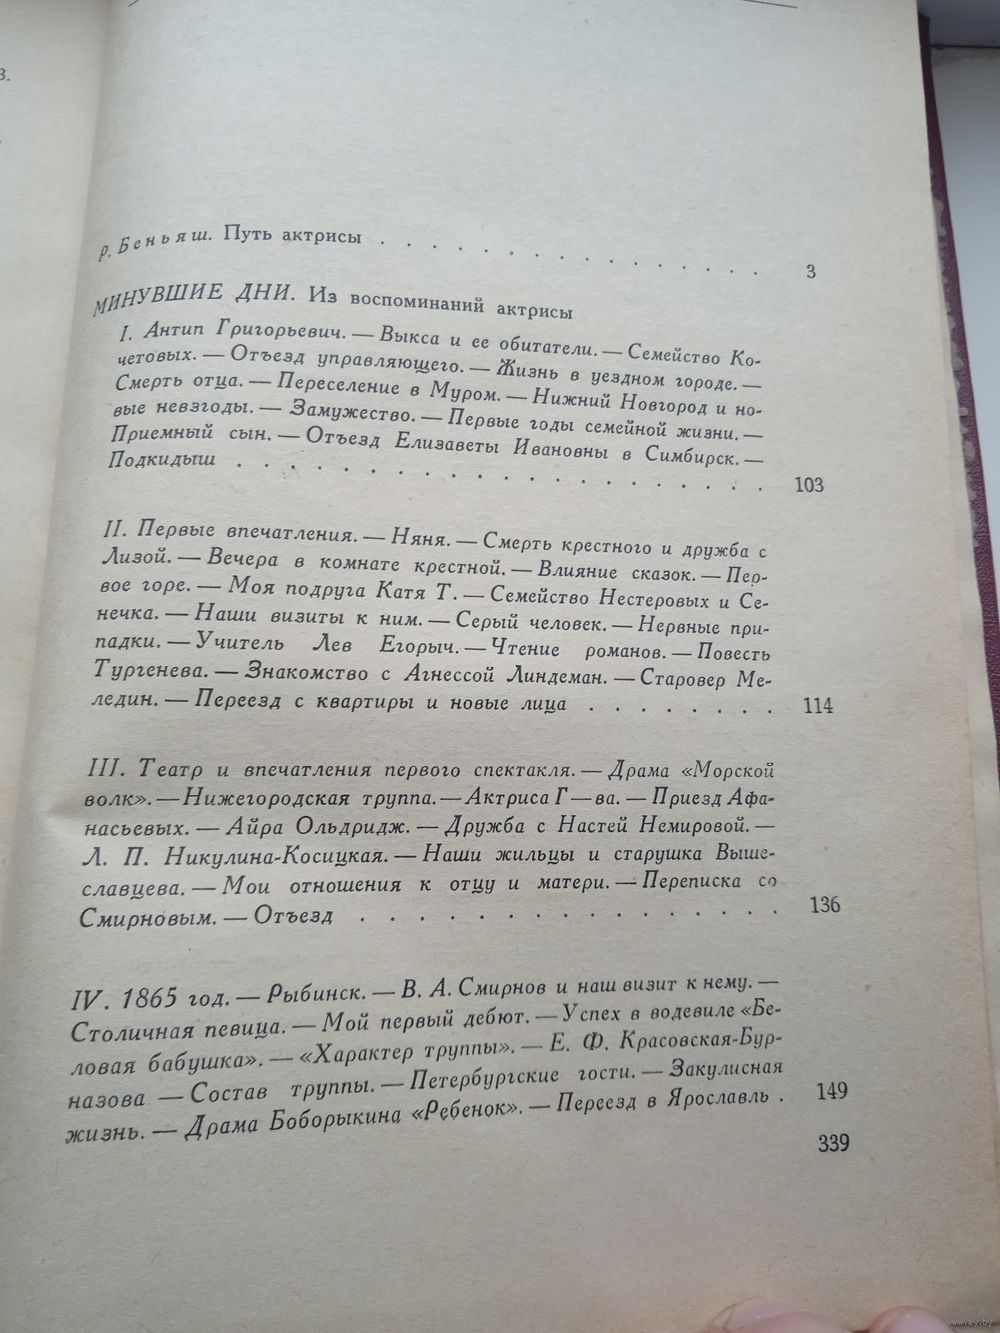 в.
Р. Беньяш. Путь актрисы . . . . . . . . . . . . . . . 3
МИНУВШИЕ ДНИ. Из воспоминаний актрисы
I. Антип Григорьевич. — Выкса и ее обитатели. — Семейство Ко-
четовых. — Отъезд управляющего. — Жизнь в уездном городе. —
Смерть отца. — Переселение в Муром. — Нижний Новгород и но-
вые невзгоды. — Замужество. — Первые годы семейной жизни. —
Приемный сын. — Отъезд Елизаветы Ивановны в Симбирск. —
Подкидыш . . . . . . . . . . . . . . . . . . . . 103
II. Первые впечатления. — Няня. — Смерть крестного и дружба с
Лизой. — Вечера в комнате крестной. — Влияние сказок. — Пер-
вое горе. — Моя подруга Катя Т. — Семейство Нестеровых и Се-
нечка. — Наши визиты к ним. — Серый человек. — Нервные при-
падки. — Учитель Лев Егорыч. — Чтение романов. — Повесть
Тургенева. — Знакомство с Агнессой Линдеман. — Старовер Ме-
ледин. — Переезд с квартиры и новые лица . . . . . . . 114
III. Театр и впечатления первого спектакля. — Драма «Морской
волк». — Нижегородская труппа. — Актриса Г — ва. — Приезд Афа-
насьевых. — Айра Ольдридж. — Дружба с Настей Немировой. —
Л. П. Никулина-Косицкая. — Наши жильцы и старушка Выше-
славцева. — Мои отношения к отцу и матери. — Переписка со
Смирновым. — Отъезд . . . . . . . . . . . . . . . 136
IV. 1865 год. — Рыбинск. — В. А. Смирнов и наш визит к нему. —
Столичная певица. — Мой первый дебют. — Успех в водевиле «Бе-
довая бабушка». — «Характер труппы». — Е. Ф. Красовская-Бур-
назова — Состав труппы. — Петербургские гости. — Закулисная
жизнь. — Драма Боборыкина «Ребенок». — Переезд в Ярославль . 149
339